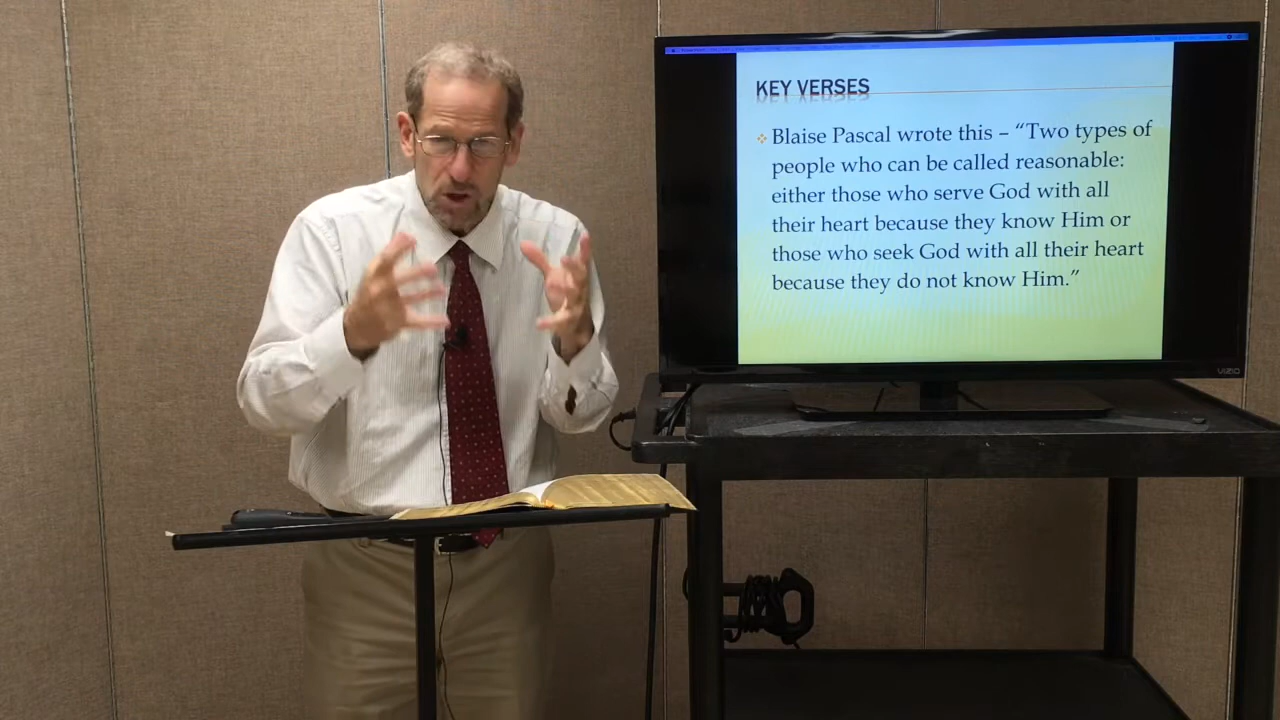 KEY VERSES
Blaise Pascal wrote this – “Two types of
people who can be called reasonable:
either those who serve God with all
their heart because they know Him or
those who seek God with all their heart
because they do not know Him.”
VIZIO